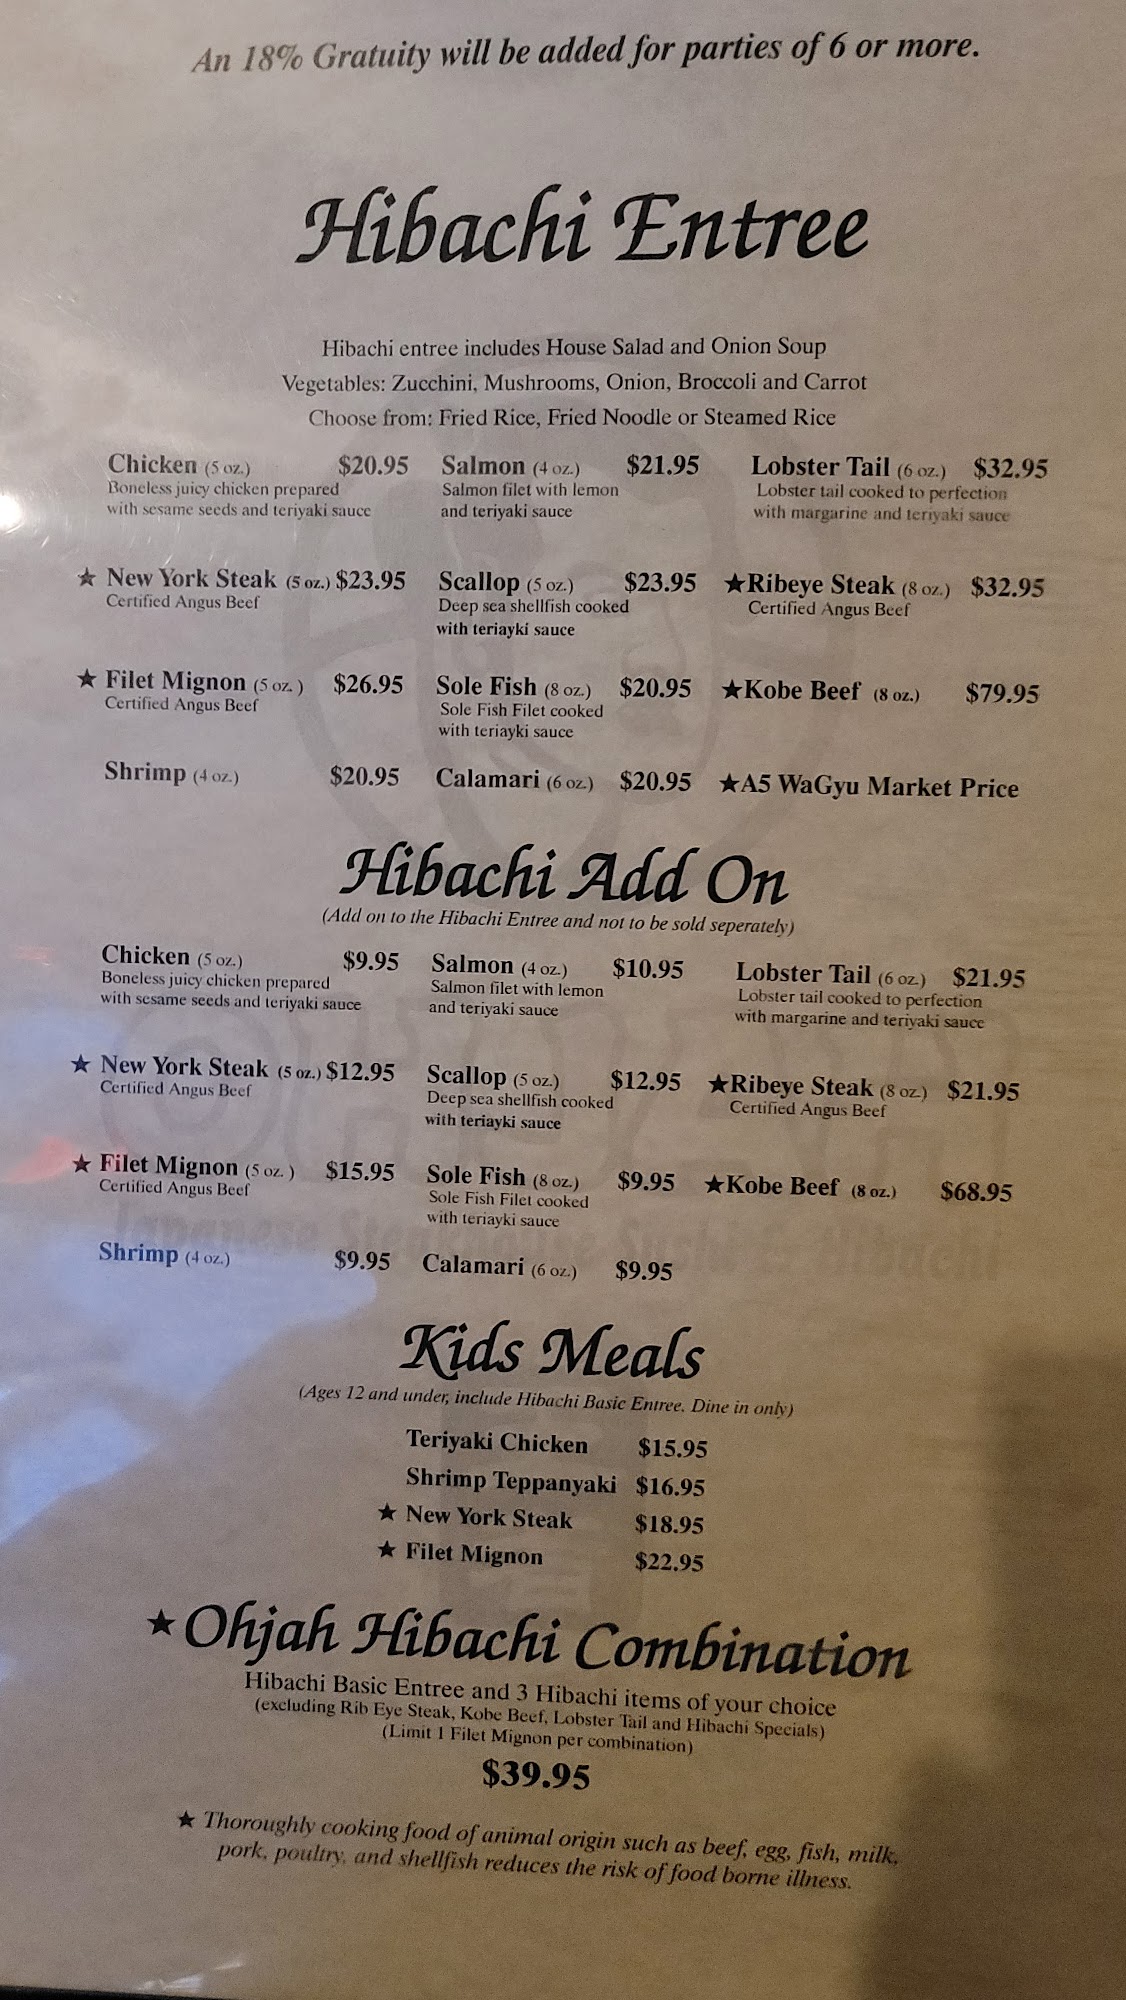 An 18% Gratuity will be added for parties of 6 or more.
Hibachi Entree
Hibachi entree includes House Salad and Onion Soup
Vegetables: Zucchini, Mushrooms, Onion, Broccoli and Carrot
Choose from: Fried Rice, Fried Noodle or Steamed Rice
Chicken (5 oz.) $20.95
Boneless juicy chicken prepared
with sesame seeds and teriyaki sauce
Salmon (4 oz.) $21.95
Salmon filet with lemon
and teriyaki sauce
Lobster Tail (6 oz.) $32.95
Lobster tail cooked to perfection
with margarine and teriyaki sauce
★ New York Steak (5 oz.) $23.95
Certified Angus Beef
Scallop (5 oz.) $23.95
Deep sea shellfish cooked
with teriayki sauce
★Ribeye Steak (8 oz.) $32.95
Certified Angus Beef
★ Filet Mignon (5 oz.) $26.95
Certified Angus Beef
Sole Fish (8 oz.) $20.95
Sole Fish Filet cooked
with teriayki sauce
★Kobe Beef (8 oz.) $79.95
Shrimp (4 oz.) $20.95
Calamari (6 oz.) $20.95
★A5 WaGyu Market Price
Hibachi Add On
(Add on to the Hibachi Entree and not to be sold seperately)
Chicken (5 oz.) $9.95
Boneless juicy chicken prepared
with sesame seeds and teriyaki sauce
Salmon (4 oz.) $10.95
Salmon filet with lemon
and teriyaki sauce
Lobster Tail (6 oz.) $21.95
Lobster tail cooked to perfection
with margarine and teriyaki sauce
★ New York Steak (5 oz.) $12.95
Certified Angus Beef
Scallop (5 oz.) $12.95
Deep sea shellfish cooked
with teriayki sauce
★Ribeye Steak (8 oz.) $21.95
Certified Angus Beef
★ Filet Mignon (5 oz.) $15.95
Certified Angus Beef
Sole Fish (8 oz.) $9.95
Sole Fish Filet cooked
with teriayki sauce
★Kobe Beef (8 oz.) $68.95
Shrimp (4 oz.) $9.95
Calamari (6 oz.) $9.95
Kids Meals
(Ages 12 and under, include Hibachi Basic Entree. Dine in only)
Teriyaki Chicken $15.95
Shrimp Teppanyaki $16.95
★ New York Steak $18.95
★ Filet Mignon $22.95
★Ohjah Hibachi Combination
Hibachi Basic Entree and 3 Hibachi items of your choice
(excluding Rib Eye Steak, Kobe Beef, Lobster Tail and Hibachi Specials)
(Limit 1 Filet Mignon per combination)
$39.95
★ Thoroughly cooking food of animal origin such as beef, egg, fish, milk,
pork, poultry, and shellfish reduces the risk of food borne illness.